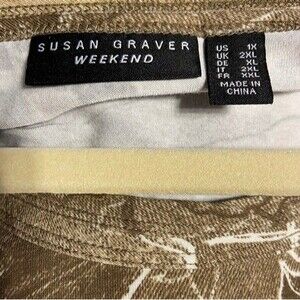 SUSAN GRAVER
WEEKEND
US 1X
UK 2XL
DE XL
IT 2XL
FR XXL
MADE IN
CHINA